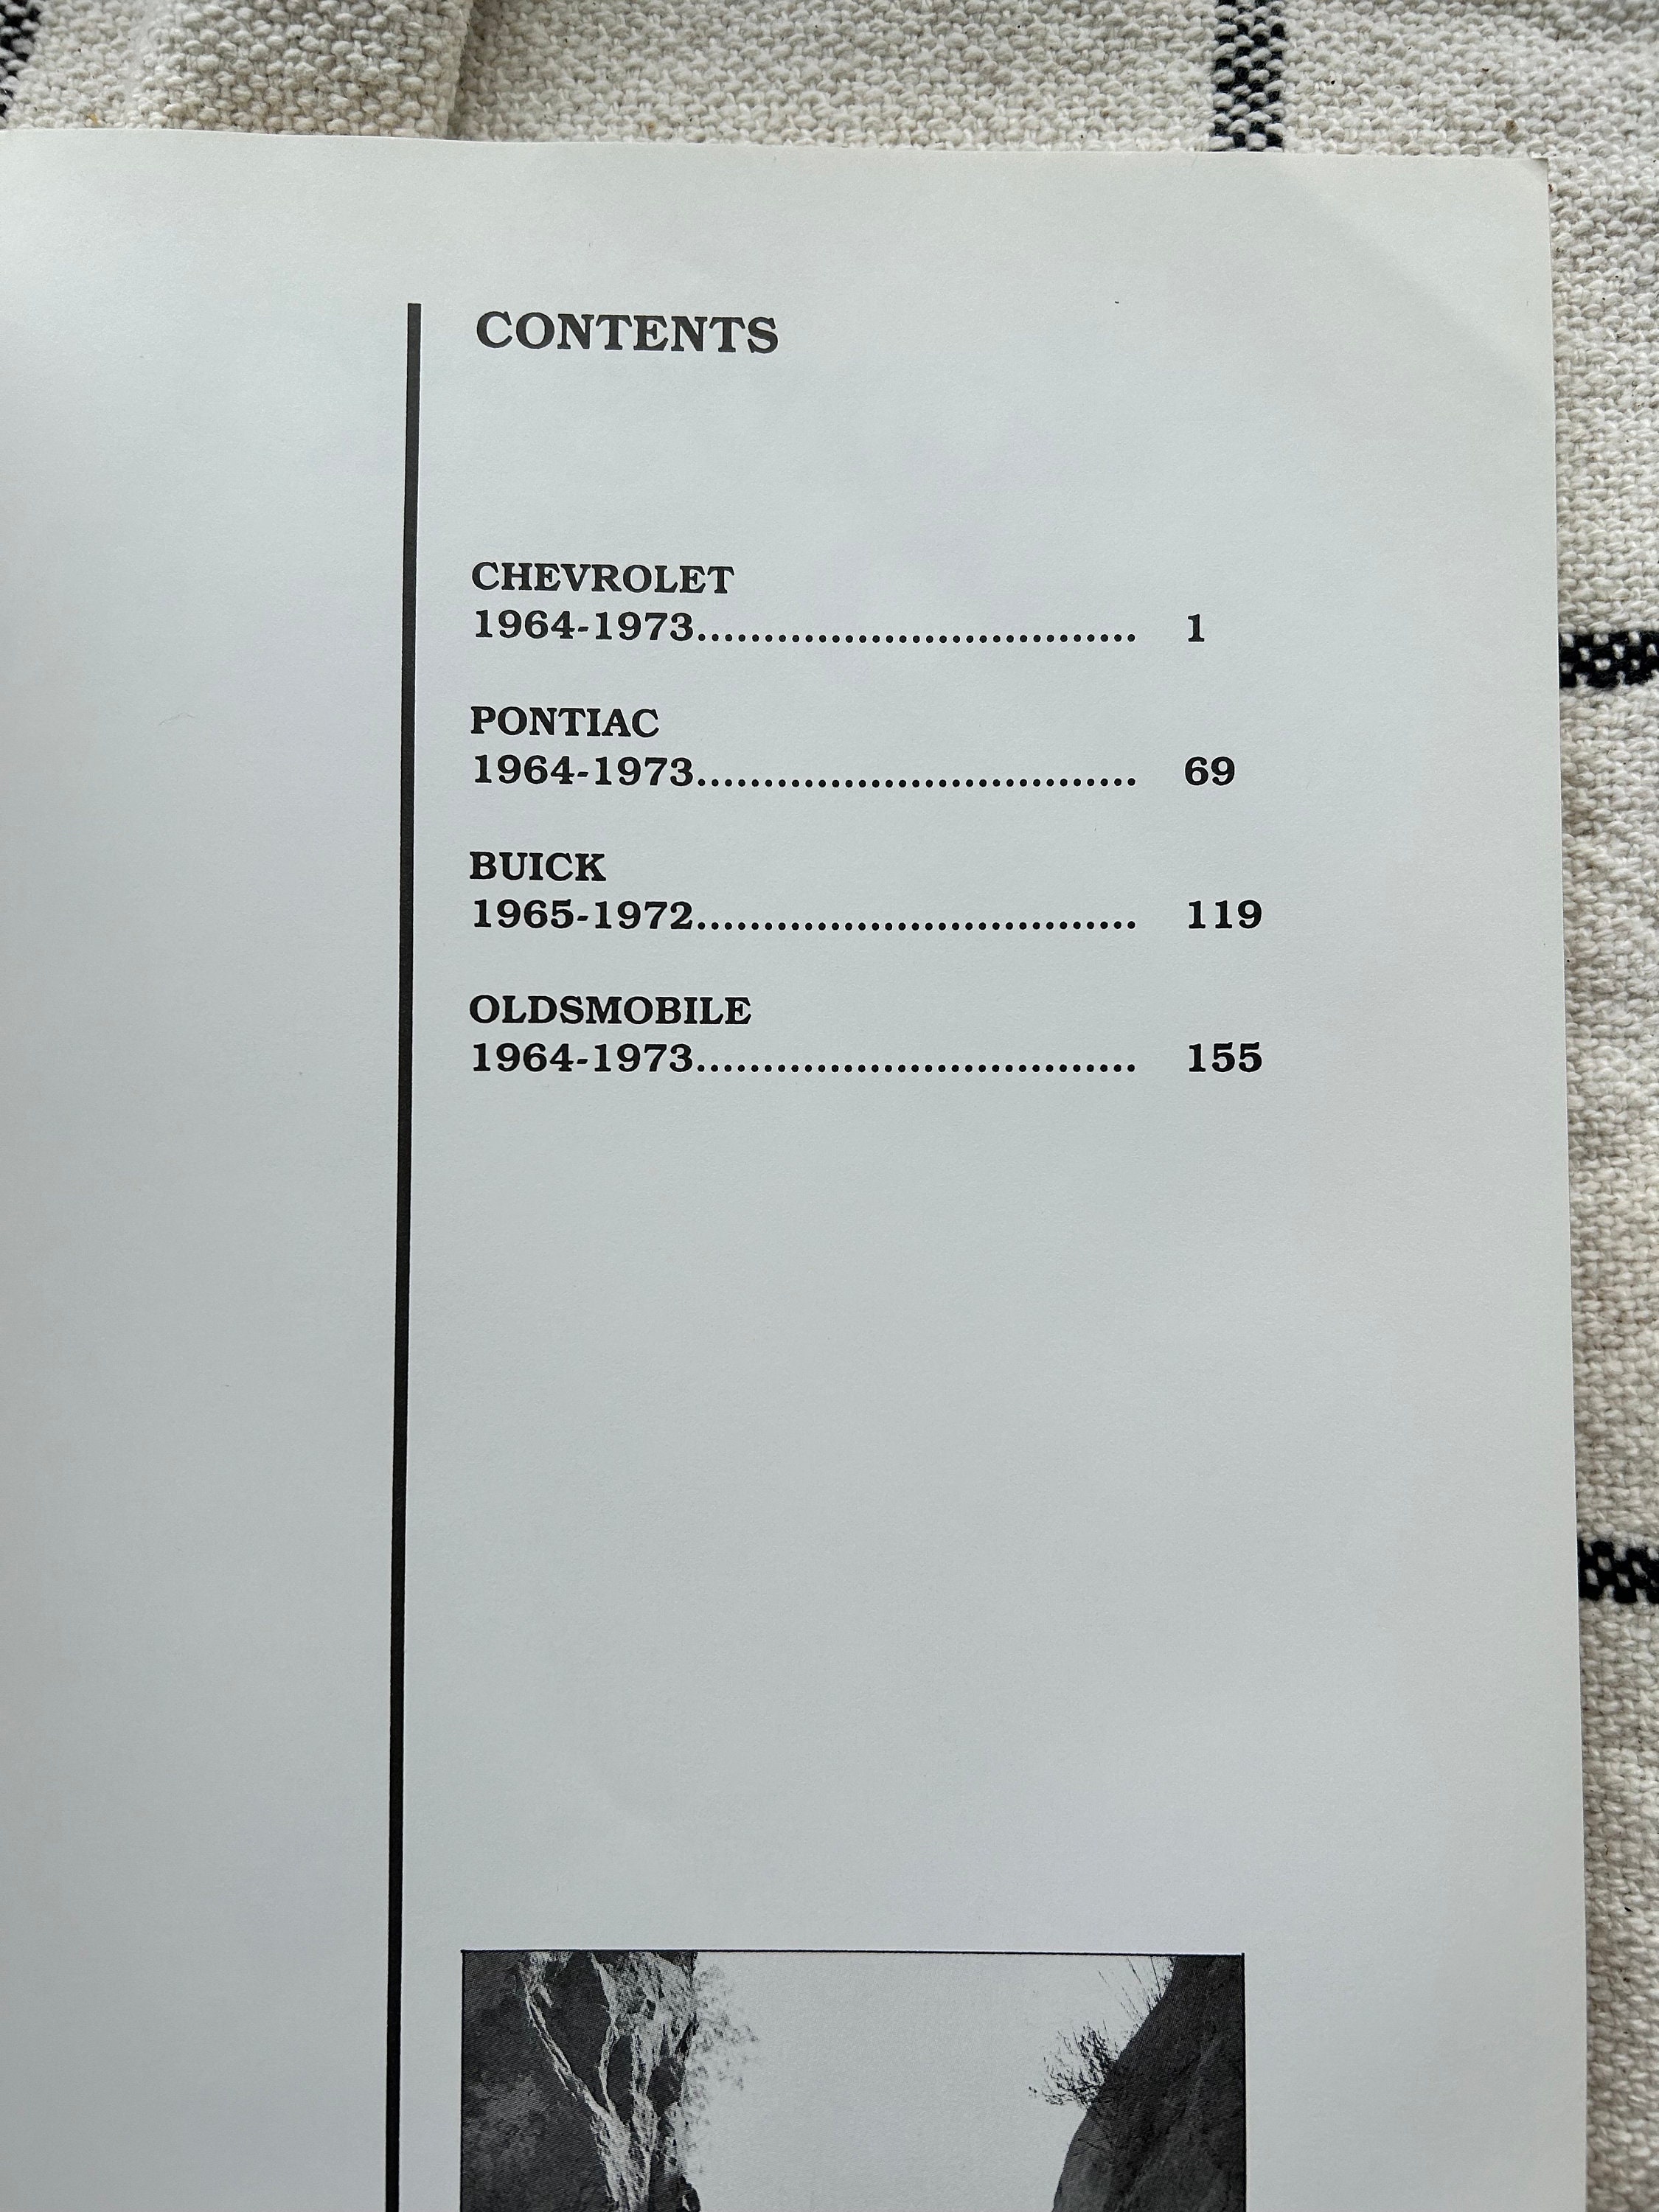 CONTENTS
CHEVROLET
1964-1973................................. 1
PONTIAC
1964-1973................................. 69
BUICK
1965-1972................................. 119
OLDSMOBILE
1964-1973................................. 155